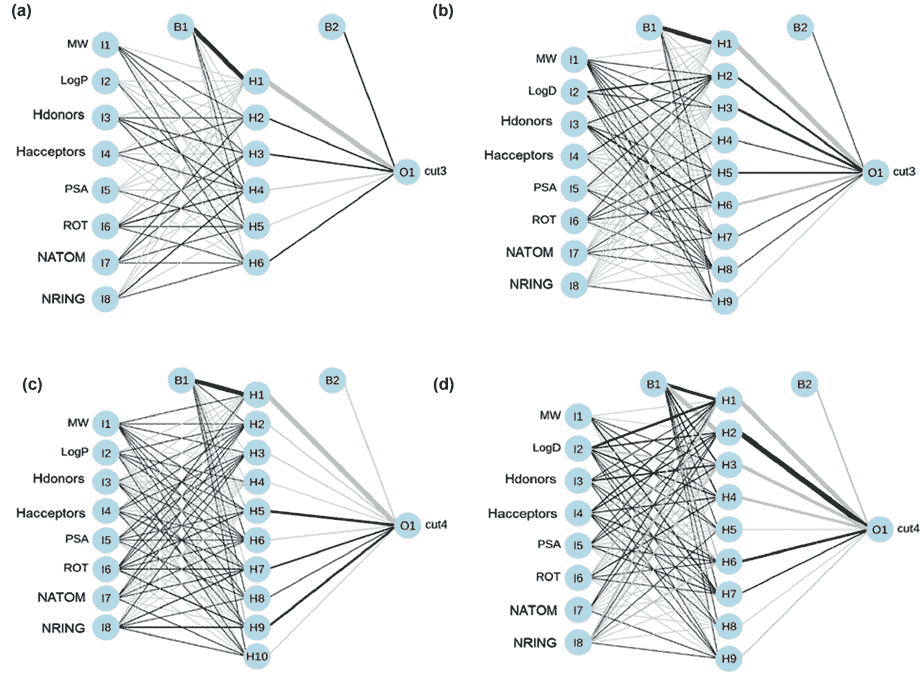 (a)
B1
B2
MW
I1
LogP
I2
Hdonors
I3
Hacceptors
I4
PSA
I5
ROT
I6
NATOM
I7
NRING
I8
H1
H2
H3
H4
H5
H6
O1
cut3
(b)
B1
B2
MW
I1
LogD
I2
Hdonors
I3
Hacceptors
I4
PSA
I5
ROT
I6
NATOM
I7
NRING
I8
H1
H2
H3
H4
H5
H6
H7
H8
H9
O1
cut3
(c)
B1
B2
MW
I1
LogP
I2
Hdonors
I3
Hacceptors
I4
PSA
I5
ROT
I6
NATOM
I7
NRING
I8
H1
H2
H3
H4
H5
H6
H7
H8
H9
H10
O1
cut4
(d)
B1
B2
MW
I1
LogD
I2
Hdonors
I3
Hacceptors
I4
PSA
I5
ROT
I6
NATOM
I7
NRING
I8
H1
H2
H3
H4
H5
H6
H7
H8
H9
O1
cut4